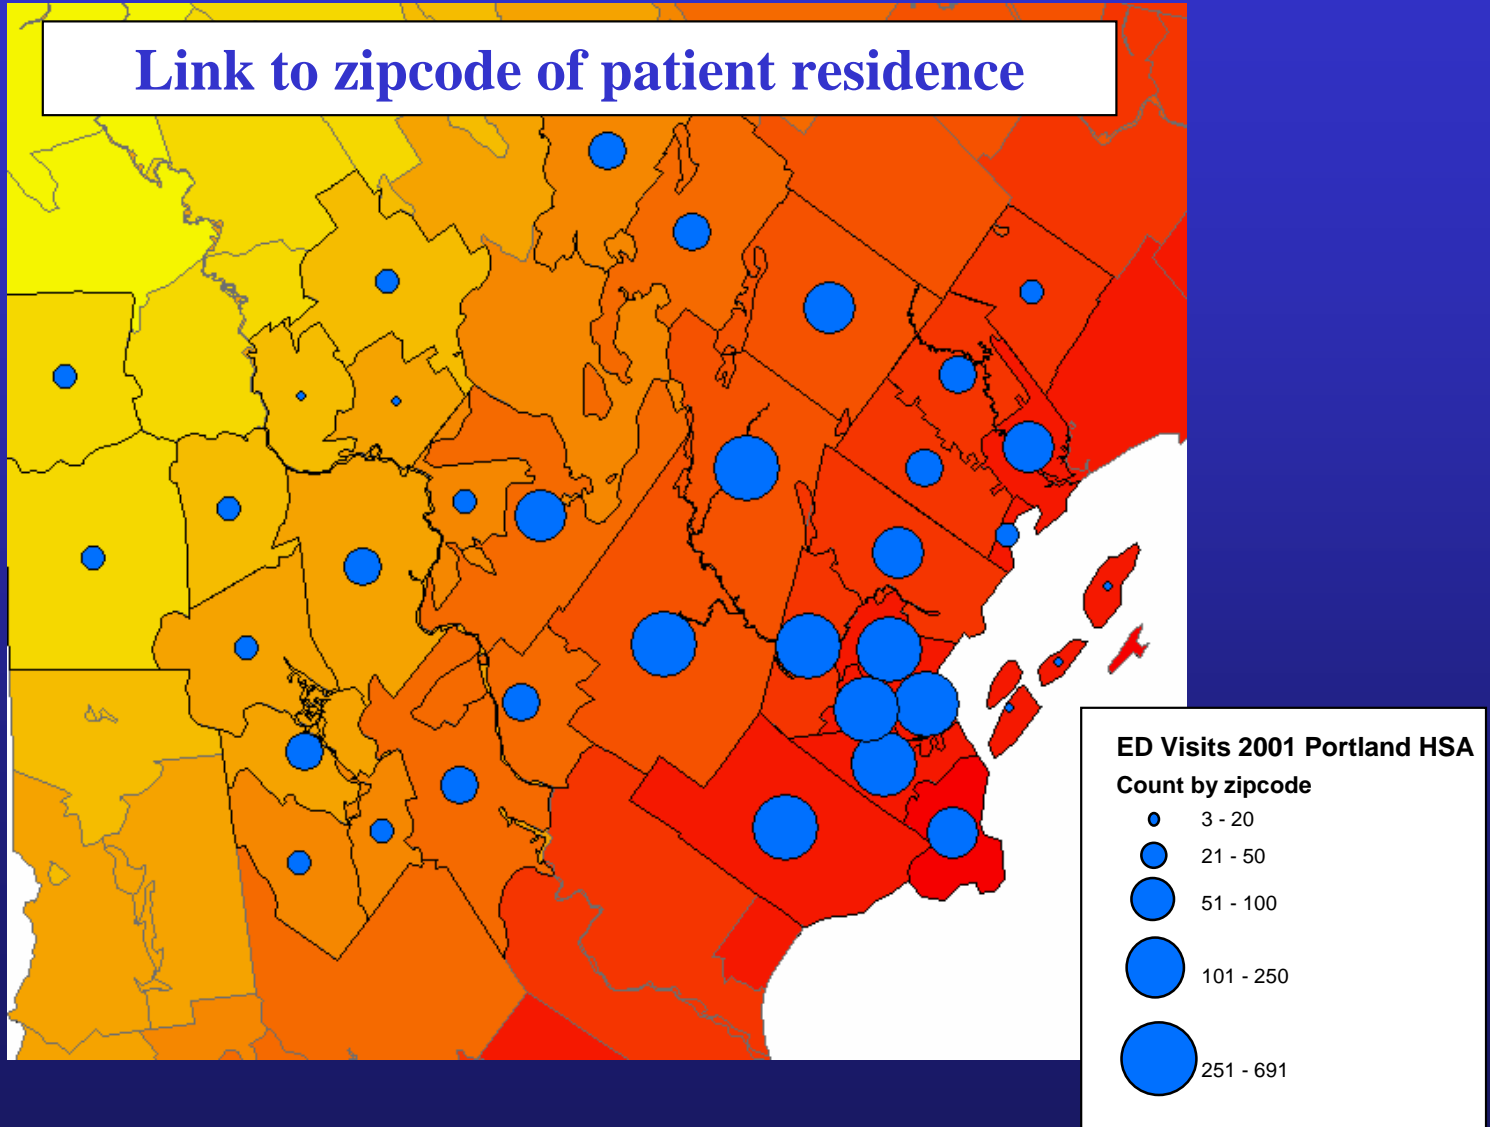 Link to zipcode of patient residence
ED Visits 2001 Portland HSA
Count by zipcode
3 - 20
21 - 50
51 - 100
101 - 250
251 - 691